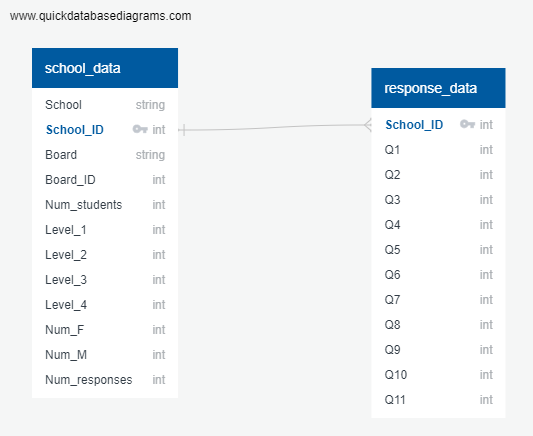 www.quickdatabasediagrams.com
school_data
School string
School_ID int
Board string
Board_ID int
Num_students int
Level_1 int
Level_2 int
Level_3 int
Level_4 int
Num_F int
Num_M int
Num_responses int
response_data
School_ID int
Q1 int
Q2 int
Q3 int
Q4 int
Q5 int
Q6 int
Q7 int
Q8 int
Q9 int
Q10 int
Q11 int